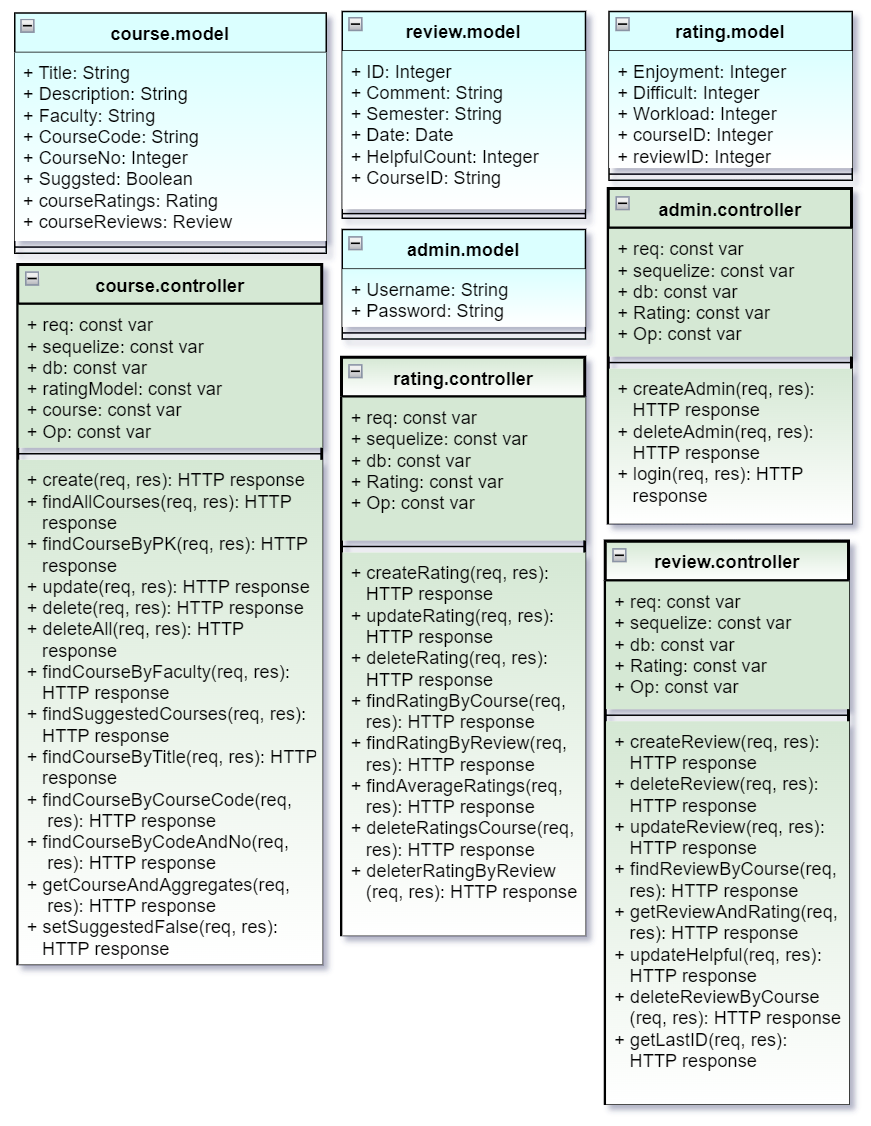 course.model
+ Title: String
+ Description: String
+ Faculty: String
+ CourseCode: String
+ CourseNo: Integer
+ Suggsted: Boolean
+ courseRatings: Rating
+ courseReviews: Review
course.controller
+ req: const var
+ sequelize: const var
+ db: const var
+ ratingModel: const var
+ course: const var
+ Op: const var
+ create(req, res): HTTP response
+ findAllCourses(req, res): HTTP
response
+ findCourseByPK(req, res): HTTP
response
+ update(req, res): HTTP response
+ delete(req, res): HTTP response
+ deleteAll(req, res): HTTP
response
+ findCourseByFaculty(req, res):
HTTP response
+ findSuggestedCourses(req, res):
HTTP response
+ findCourseByTitle(req, res): HTTP
response
+ findCourseByCourseCode(req,
res): HTTP response
+ findCourseByCodeAndNo(req,
res): HTTP response
+ getCourseAndAggregates(req,
res): HTTP response
+ setSuggestedFalse(req, res):
HTTP response
review.model
+ ID: Integer
+ Comment: String
+ Semester: String
+ Date: Date
+ HelpfulCount: Integer
+ CourseID: String
admin.model
+ Username: String
+ Password: String
rating.controller
+ req: const var
+ sequelize: const var
+ db: const var
+ Rating: const var
+ Op: const var
+ createRating(req, res):
HTTP response
+ updateRating(req, res):
HTTP response
+ deleteRating(req, res):
HTTP response
+ findRatingByCourse(req,
res): HTTP response
+ findRatingByReview(req,
res): HTTP response
+ findAverageRatings(req,
res): HTTP response
+ deleteRatingsCourse(req,
res): HTTP response
+ deleterRatingByReview
(req, res): HTTP response
rating.model
+ Enjoyment: Integer
+ Difficult: Integer
+ Workload: Integer
+ courseID: Integer
+ reviewID: Integer
admin.controller
+ req: const var
+ sequelize: const var
+ db: const var
+ Rating: const var
+ Op: const var
+ createAdmin(req, res):
HTTP response
+ deleteAdmin(req, res):
HTTP response
+ login(req, res): HTTP
response
review.controller
+ req: const var
+ sequelize: const var
+ db: const var
+ Rating: const var
+ Op: const var
+ createReview(req, res):
HTTP response
+ deleteReview(req, res):
HTTP response
+ updateReview(req, res):
HTTP response
+ findReviewByCourse(req,
res): HTTP response
+ getReviewAndRating(req,
res): HTTP response
+ updateHelpful(req, res):
HTTP response
+ deleteReviewByCourse
(req, res): HTTP response
+ getLastID(req, res):
HTTP response